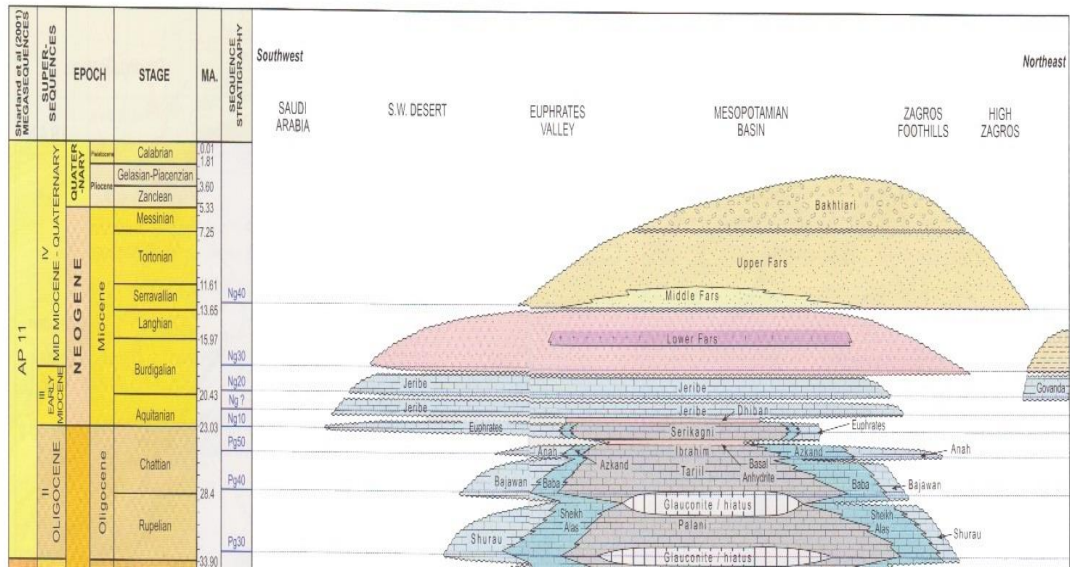 Sharland et al (2001)
MEGASEQUENCES
SUPER-
SEQUENCES
EPOCH
STAGE
MA.
SEQUENCE
STRATIGRAPHY
Southwest
Northeast
SAUDI
ARABIA
S.W. DESERT
EUPHRATES
VALLEY
MESOPOTAMIAN
BASIN
ZAGROS
FOOTHILLS
HIGH
ZAGROS
AP 11
IV
MID MIOCENE - QUATERNARY
III
EARLY
MIOCENE
II
OLIGOCENE
QUATER
-NARY
NEOGENE
Pliocene
Miocene
Oligocene
Calabrian
Gelasian-Piacenzian
Zanclean
Messinian
Tortonian
Serravallian
Langhian
Burdigalian
Aquitanian
Chattian
Rupelian
0.01
1.81
3.60
5.33
7.25
11.61
13.65
15.97
20.43
23.03
28.4
33.90
Ng40
Ng30
Ng20
Ng ?
Ng10
Pg50
Pg40
Pg30
Bakhtiari
Upper Fars
Middle Fars
Lower Fars
Jeribe
Jeribe
Govanda
Jeribe
Jeribe
Dhiban
Euphrates
Serikagni
Euphrates
Anah
Azkand
Ibrahim
Azkand
Anah
Bajawan
Baba
Tarjil
Basal
Anhydrite
Baba
Bajawan
Sheikh
Alas
Glauconite / hiatus
Sheikh
Alas
Shurau
Palani
Shurau
Glauconite / hiatus